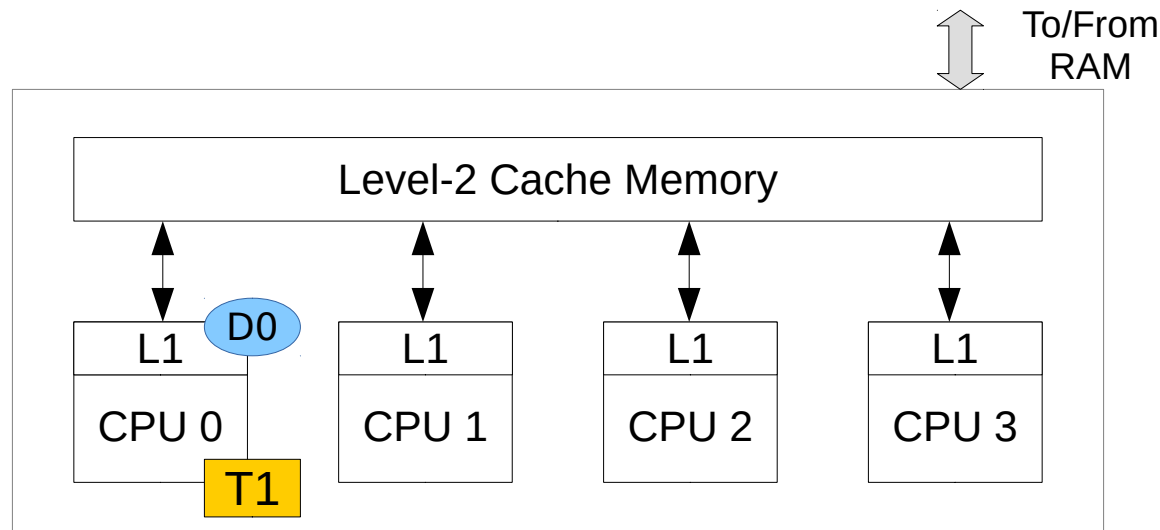 To/From
RAM
Level-2 Cache Memory
D0
L1
L1
L1
L1
CPU 0
CPU 1
CPU 2
CPU 3
T1